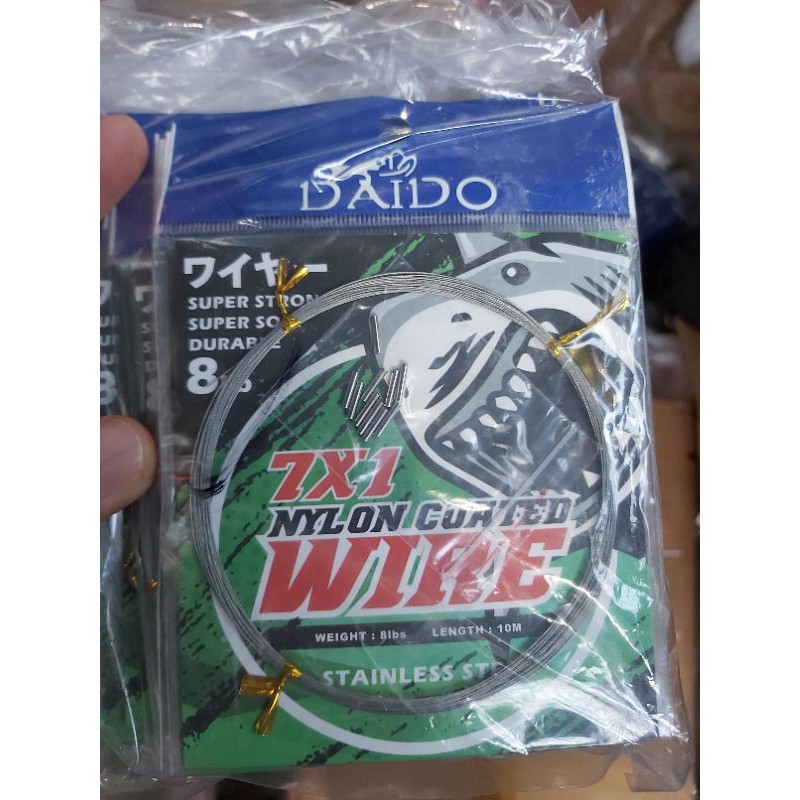 DAIDO
ワイヤー
SUPER STRON
SUPER SO
DURABLE
8
7X1
NYLON COATED
WIRE
WEIGHT : 8lbs LENGTH : 10M
STAINLESS ST